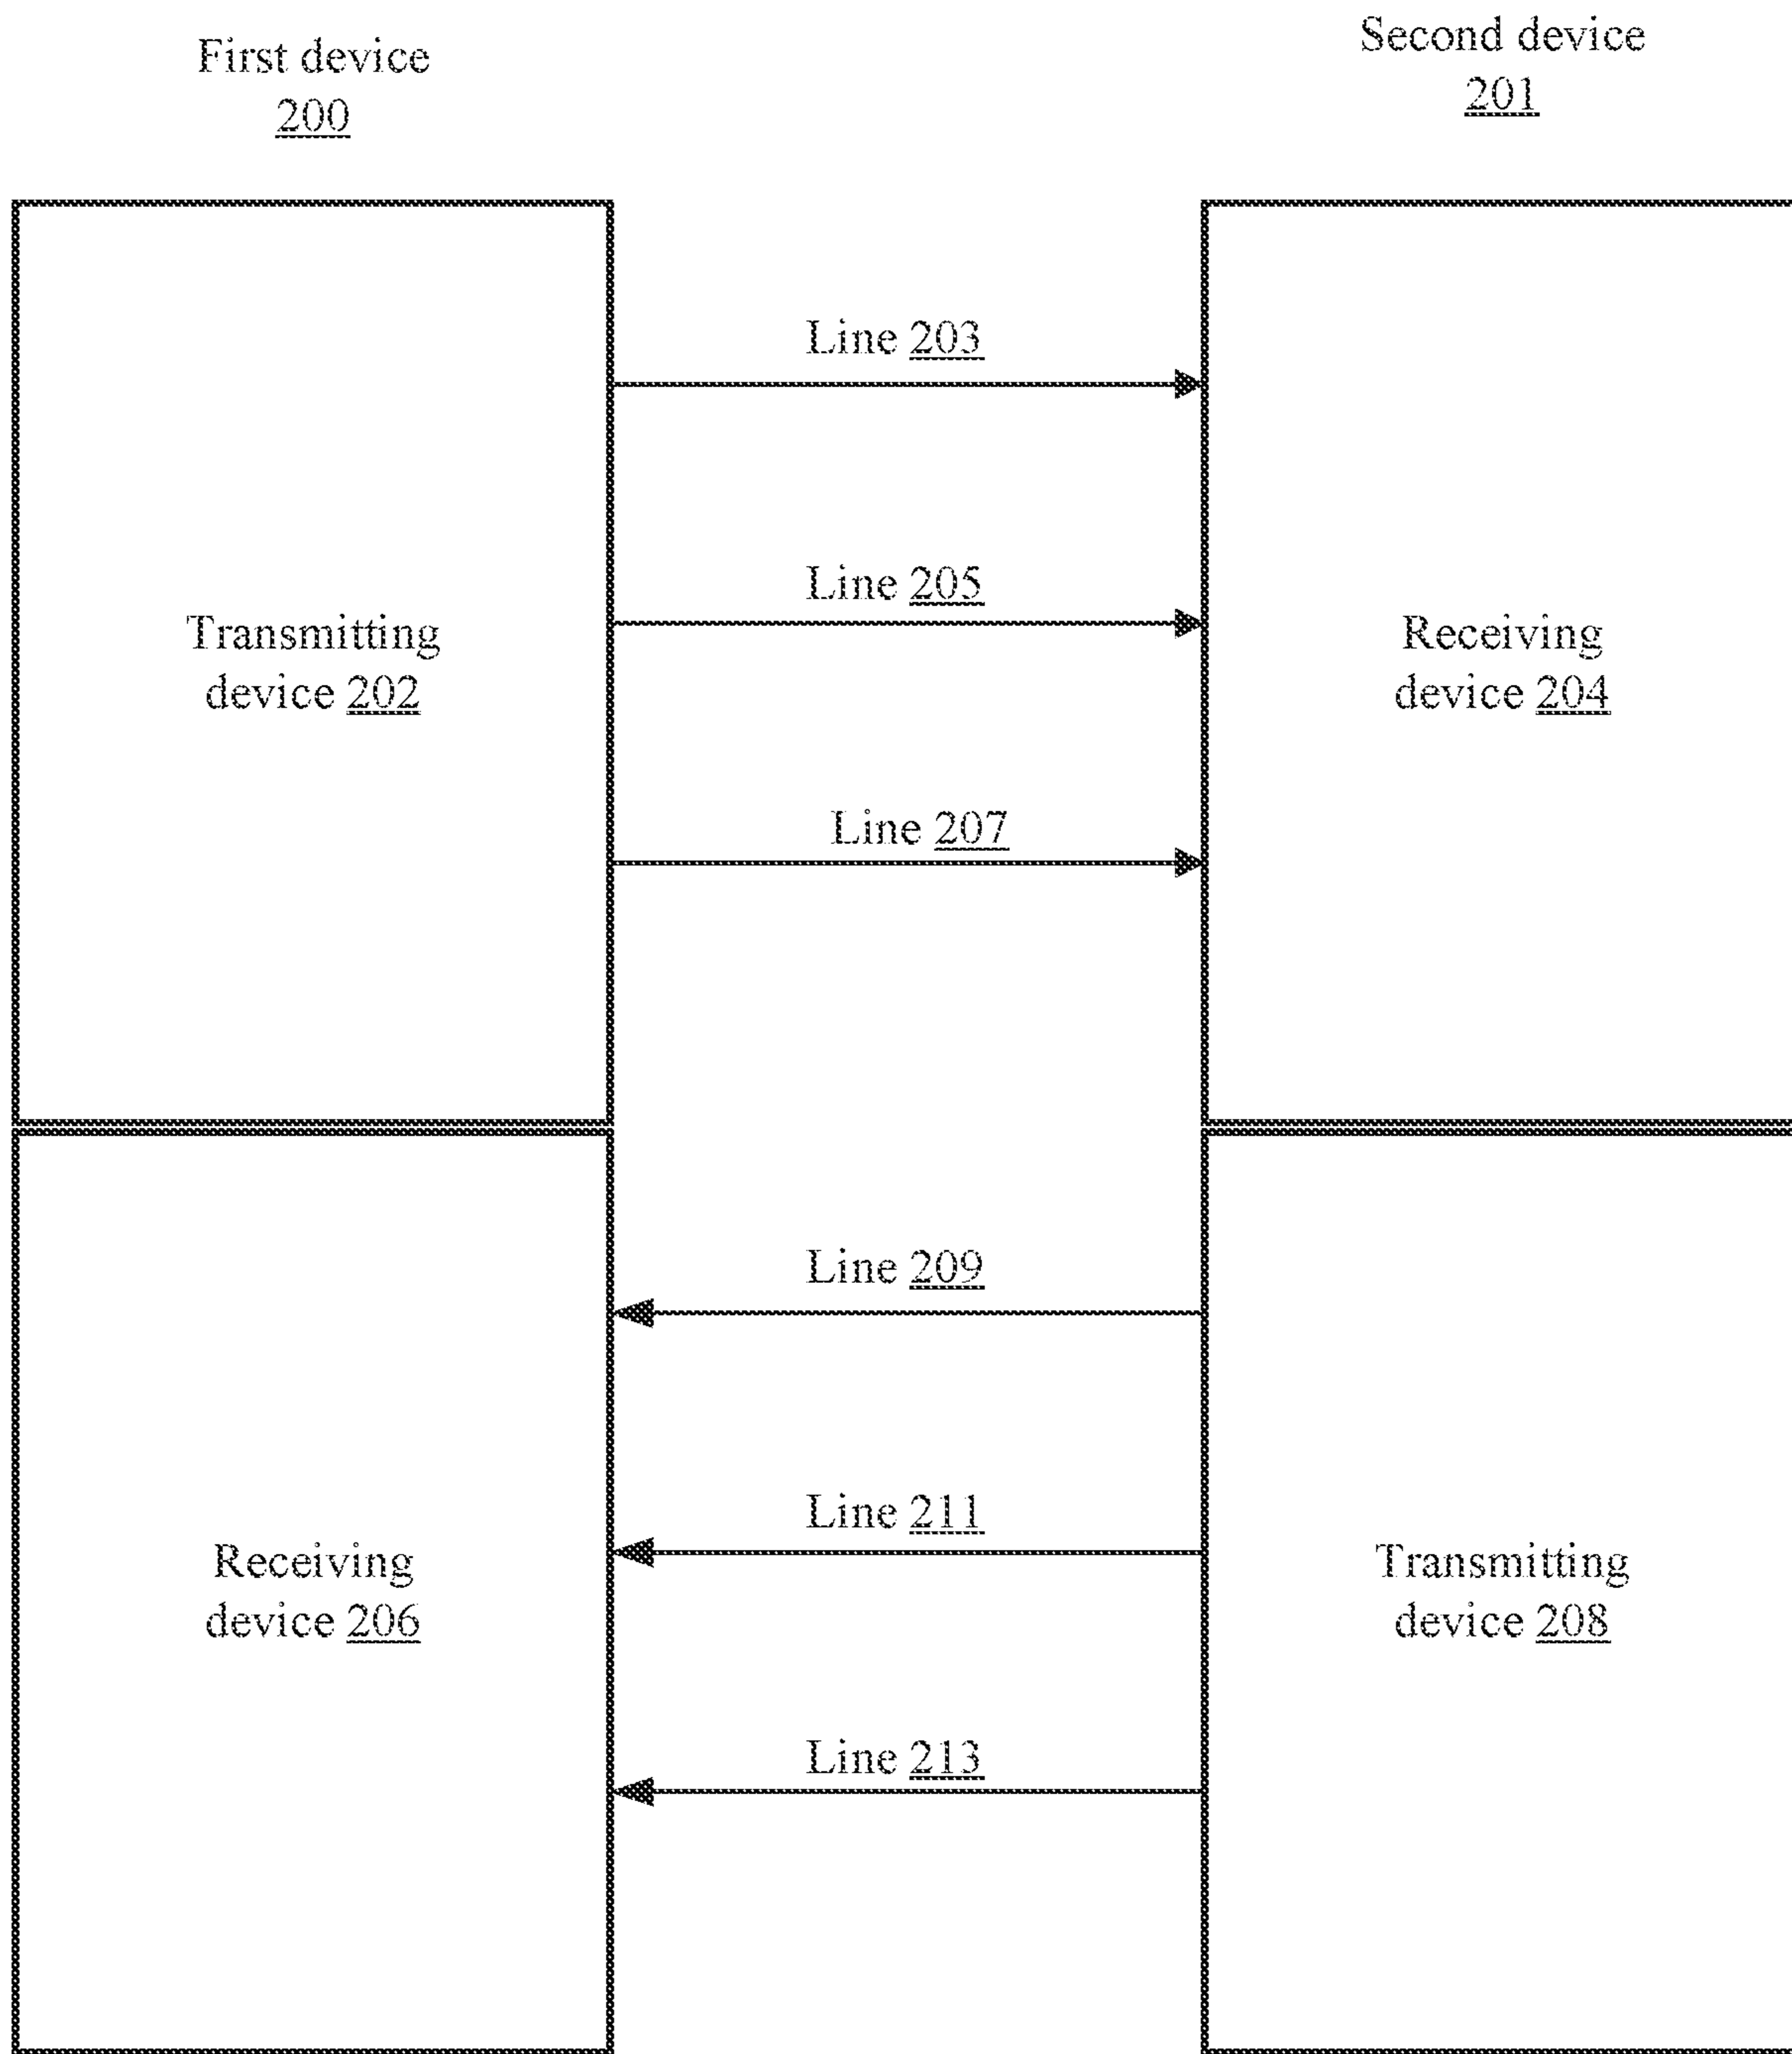 First device
200
Second device
201
Line 203
Line 205
Transmitting
device 202
Receiving
device 204
Line 207
Line 209
Line 211
Receiving
device 206
Transmitting
device 208
Line 213